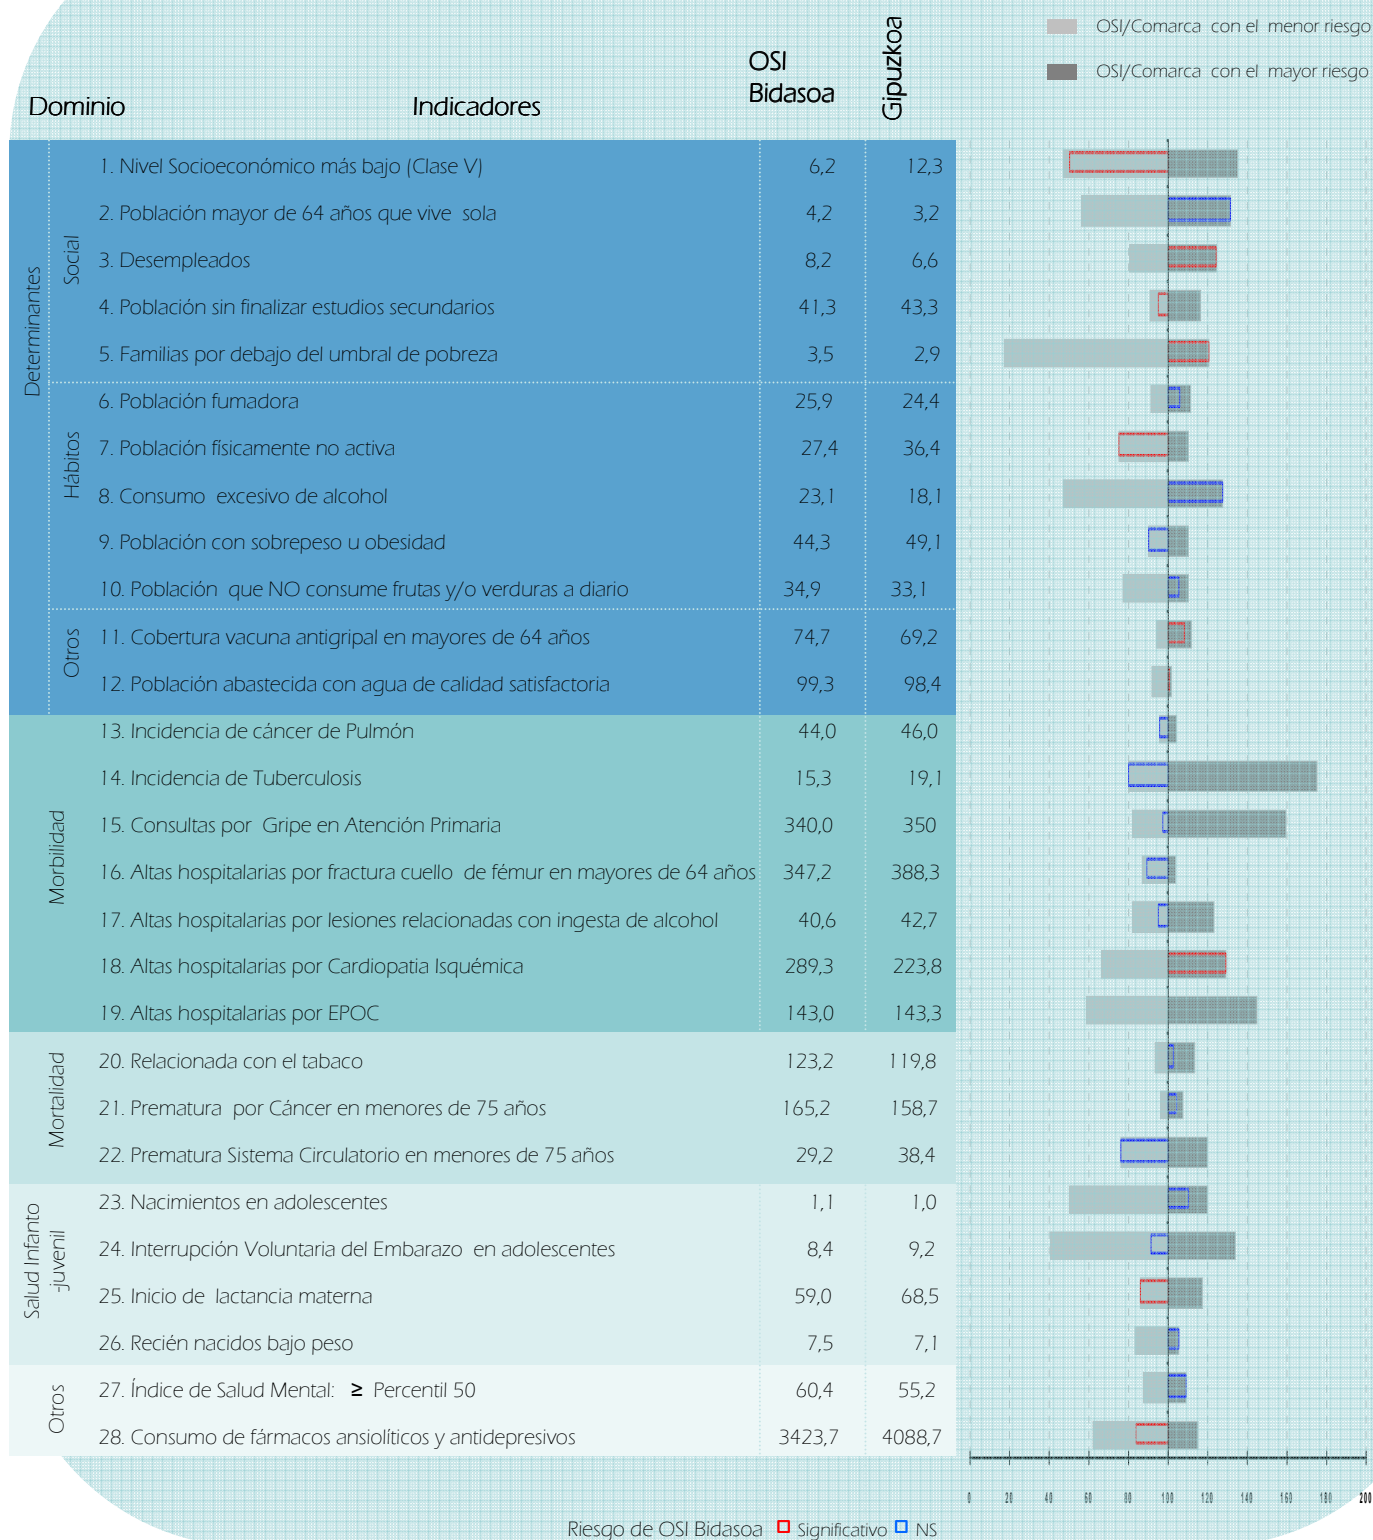 OSI/Comarca con el menor riesgo
OSI/Comarca con el mayor riesgo
Dominio Indicadores OSI Bidasoa Gipuzkoa
Determinantes
Social
1. Nivel Socioeconómico más bajo (Clase V) 6,2 12,3
2. Población mayor de 64 años que vive sola 4,2 3,2
3. Desempleados 8,2 6,6
4. Población sin finalizar estudios secundarios 41,3 43,3
5. Familias por debajo del umbral de pobreza 3,5 2,9
Hábitos
6. Población fumadora 25,9 24,4
7. Población físicamente no activa 27,4 36,4
8. Consumo excesivo de alcohol 23,1 18,1
9. Población con sobrepeso u obesidad 44,3 49,1
10. Población que NO consume frutas y/o verduras a diario 34,9 33,1
Otros
11. Cobertura vacuna antigripal en mayores de 64 años 74,7 69,2
12. Población abastecida con agua de calidad satisfactoria 99,3 98,4
Morbilidad
13. Incidencia de cáncer de Pulmón 44,0 46,0
14. Incidencia de Tuberculosis 15,3 19,1
15. Consultas por Gripe en Atención Primaria 340,0 350
16. Altas hospitalarias por fractura cuello de fémur en mayores de 64 años 347,2 388,3
17. Altas hospitalarias por lesiones relacionadas con ingesta de alcohol 40,6 42,7
18. Altas hospitalarias por Cardiopatia Isquémica 289,3 223,8
19. Altas hospitalarias por EPOC 143,0 143,3
Mortalidad
20. Relacionada con el tabaco 123,2 119,8
21. Prematura por Cáncer en menores de 75 años 165,2 158,7
22. Prematura Sistema Circulatorio en menores de 75 años 29,2 38,4
Salud Infanto
-juvenil
23. Nacimientos en adolescentes 1,1 1,0
24. Interrupción Voluntaria del Embarazo en adolescentes 8,4 9,2
25. Inicio de lactancia materna 59,0 68,5
26. Recién nacidos bajo peso 7,5 7,1
Otros
27. Índice de Salud Mental: ≥ Percentil 50 60,4 55,2
28. Consumo de fármacos ansiolíticos y antidepresivos 3423,7 4088,7
0 20 40 60 80 100 120 140 160 180 200
Riesgo de OSI Bidasoa Significativo NS